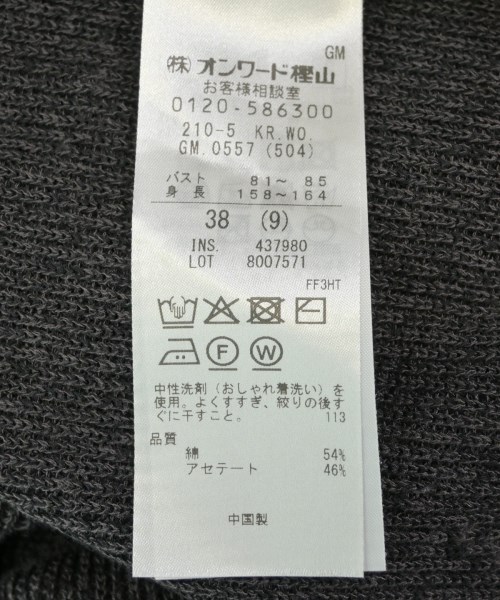 GM
(株)オンワード樫山
お客様相談室
0120-586300
210-5 KR.WO.
GM.0557 (504)
バスト 81〜 85
身長 158〜164
38 (9)
INS. 437980
LOT 8007571
FF3HT
F W
中性洗剤(おしゃれ着洗い)を
使用。よくすすぎ、絞りの後す
ぐに干すこと。 113
品質
綿 54%
アセテート 46%
中国製